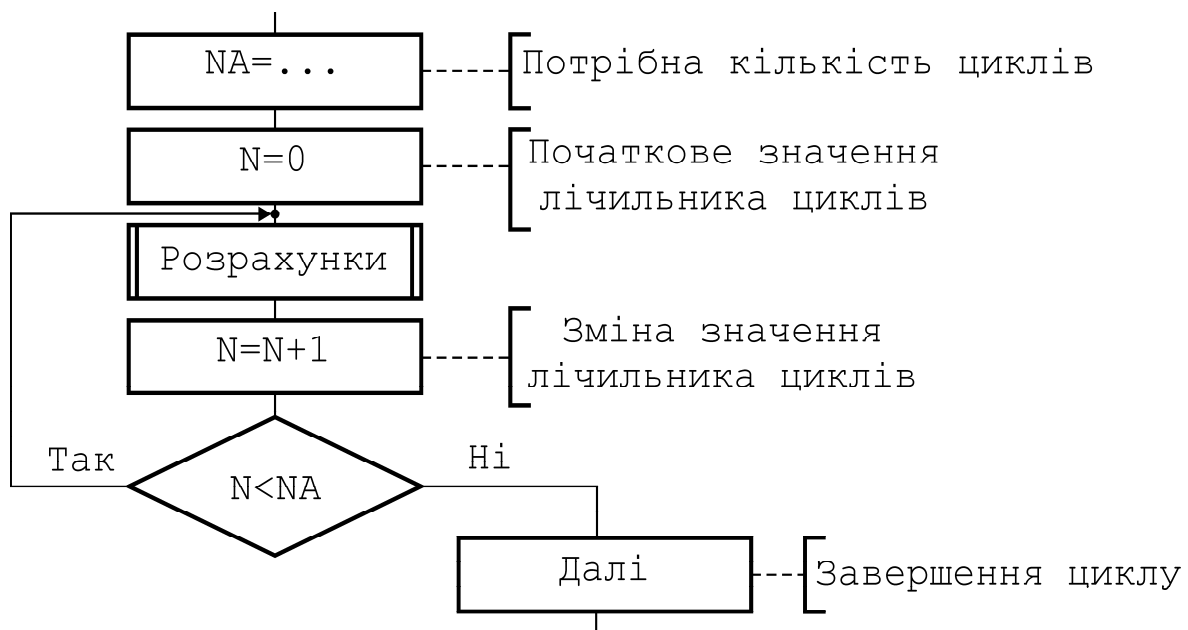 NA=...
Потрібна кількість циклів
N=0
Початкове значення
лічильника циклів
Розрахунки
N=N+1
Зміна значення
лічильника циклів
Так
N<NA
Ні
Далі
Завершення циклу